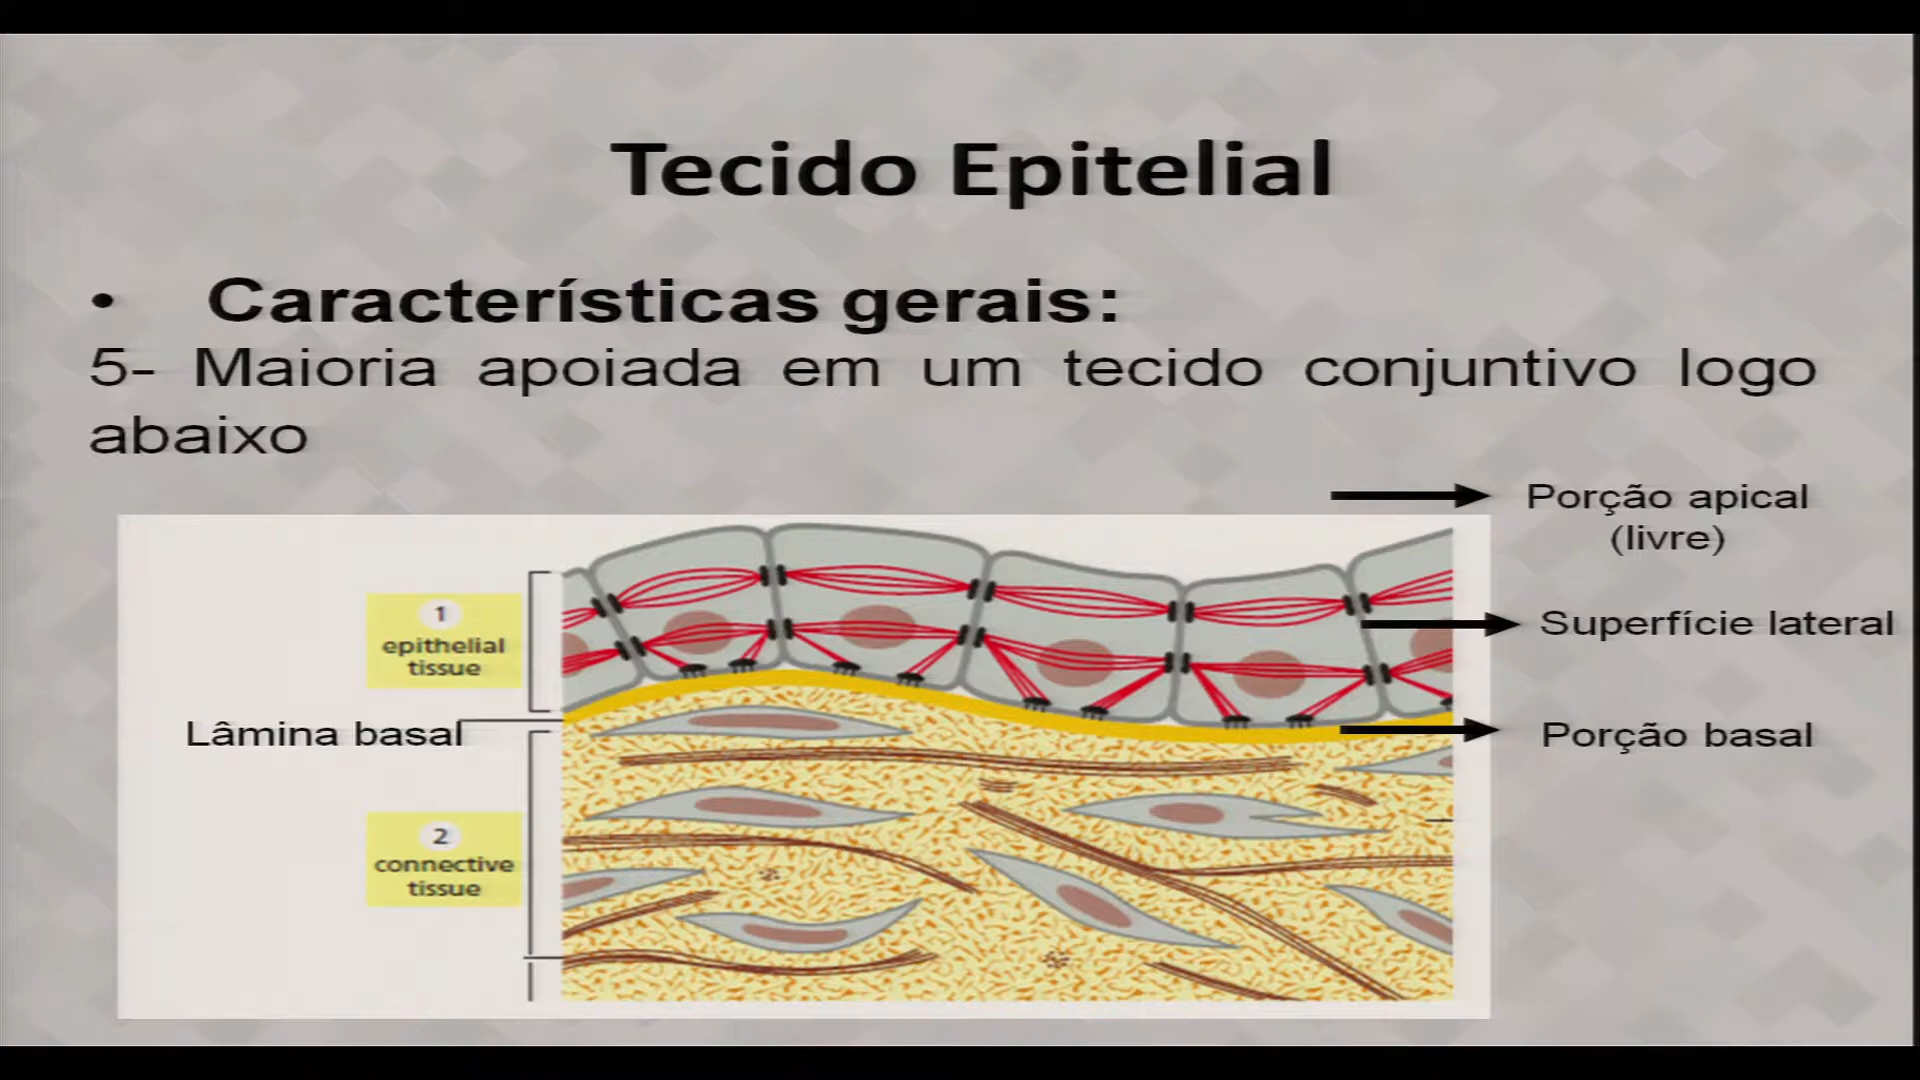 Tecido Epitelial
• Características gerais:
5- Maioria apoiada em um tecido conjuntivo logo
abaixo
Porção apical
(livre)
1
epithelial
tissue
Superfície lateral
Lâmina basal
Porção basal
2
connective
tissue